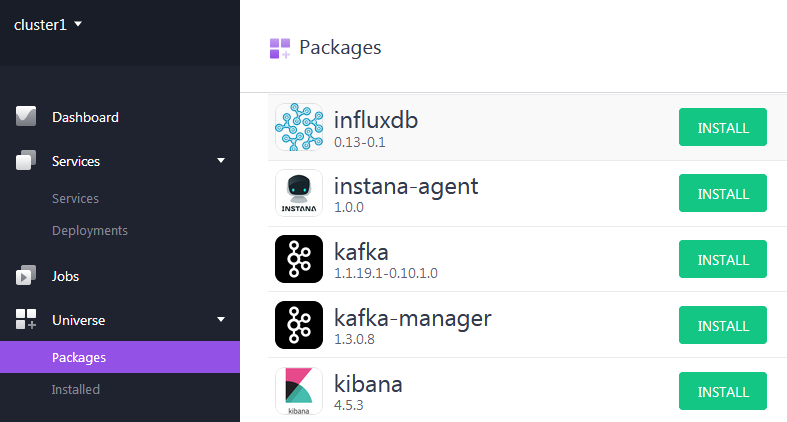 cluster1
Dashboard
Services
Services
Deployments
Jobs
Universe
Packages
Installed
Packages
influxdb
0.13-0.1
INSTALL
INSTANA
instana-agent
1.0.0
INSTALL
kafka
1.1.19.1-0.10.1.0
INSTALL
kafka-manager
1.3.0.8
INSTALL
kibana
kibana
4.5.3
INSTALL